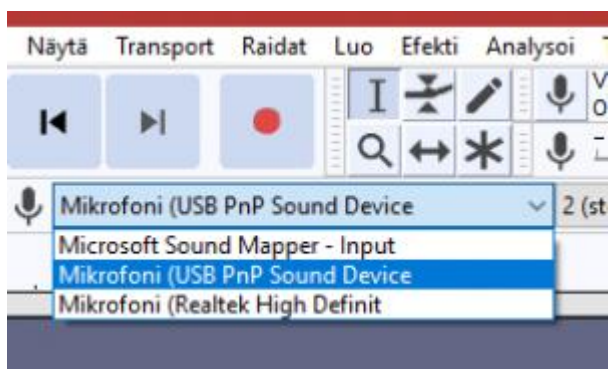 Näytä Transport Raidat Luo Efekti Analysoi
Mikrofoni (USB PnP Sound Device 2 (st
Microsoft Sound Mapper - Input
Mikrofoni (USB PnP Sound Device
Mikrofoni (Realtek High Definit